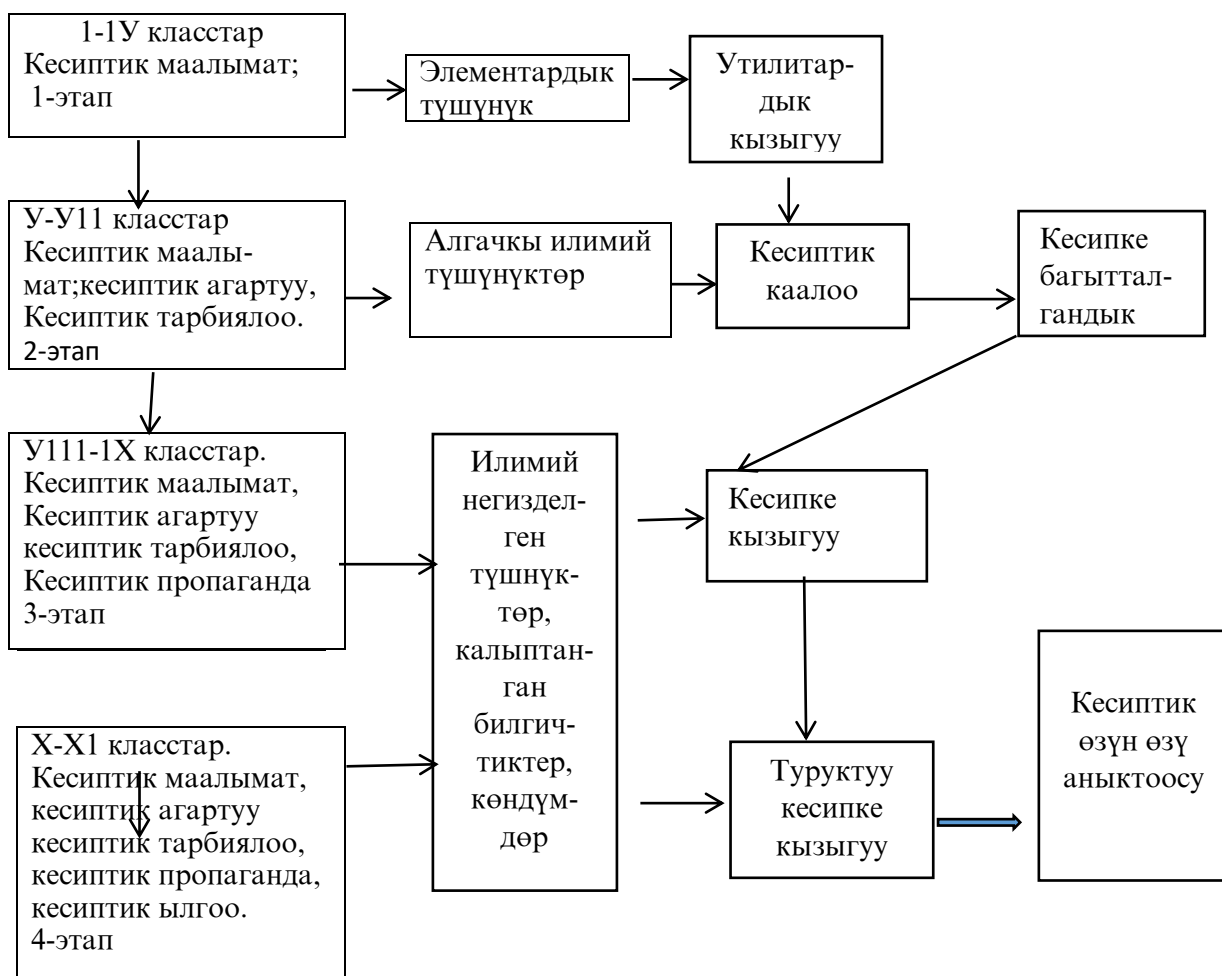 1-1У класстар
Кесиптик маалымат;
1-этап
Элементардык
түшүнүк
Утилитар-
дык
кызыгуу
У-У11 класстар
Кесиптик маалы-
мат;кесиптик агартуу,
Кесиптик тарбиялоо.
2-этап
Алгачкы илимий
түшүнүктөр
Кесиптик
каалоо
Кесипке
багыттал-
гандык
У111-1Х класстар.
Кесиптик маалымат,
Кесиптик агартуу
кесиптик тарбиялоо,
Кесиптик пропаганда
3-этап
Илимий
негиздел-
ген
түшнүк-
төр,
калыптан-
ган
билгич-
тиктер,
көндүм-
дөр
Кесипке
кызыгуу
Х-Х1 класстар.
Кесиптик маалымат,
кесиптик агартуу
кесиптик тарбиялоо,
кесиптик пропаганда,
кесиптик ылгоо.
4-этап
Туруктуу
кесипке
кызыгуу
Кесиптик
өзүн өзү
аныктоосу